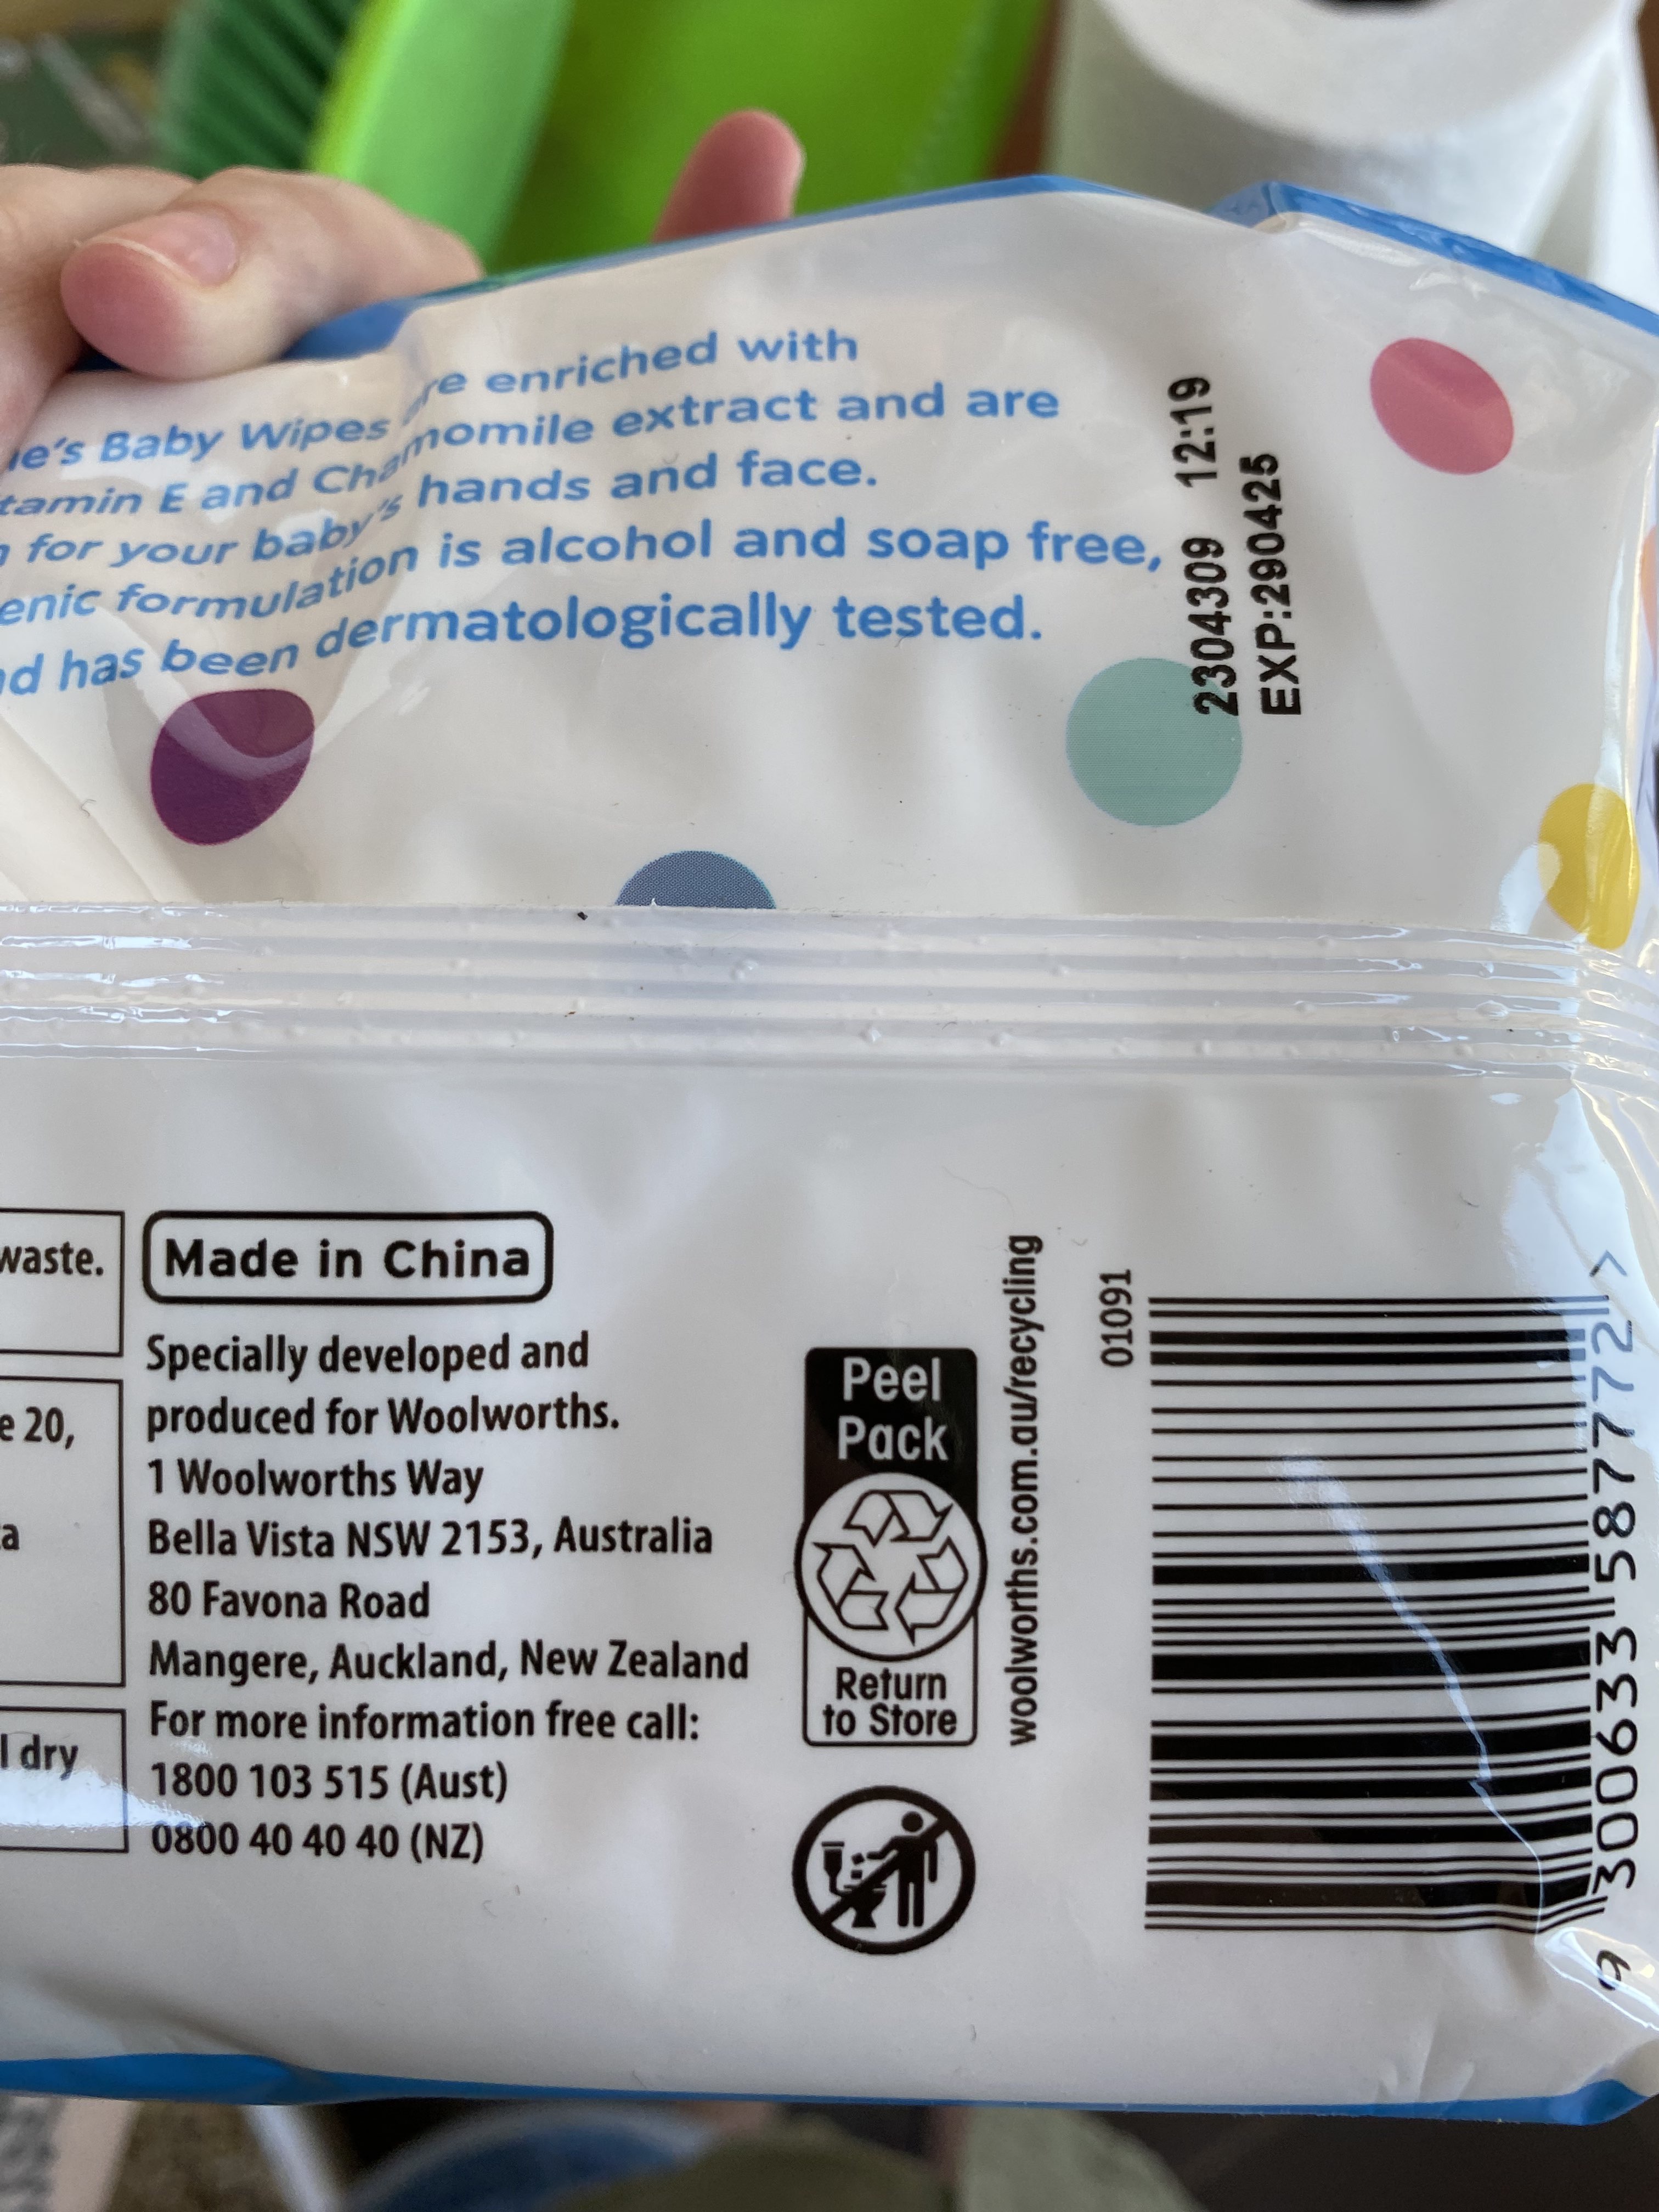 ie's Baby Wipes are enriched with
tamin E and Chamomile extract and are
for your baby's hands and face.
enic formulation is alcohol and soap free,
nd has been dermatologically tested.
2304309 12:19
EXP:290425
waste.
e 20,
a
l dry
Made in China
Specially developed and
produced for Woolworths.
1 Woolworths Way
Bella Vista NSW 2153, Australia
80 Favona Road
Mangere, Auckland, New Zealand
For more information free call:
1800 103 515 (Aust)
0800 40 40 40 (NZ)
Peel
Pack
Return
to Store
woolworths.com.au/recycling
01091
9 300633 587772 >